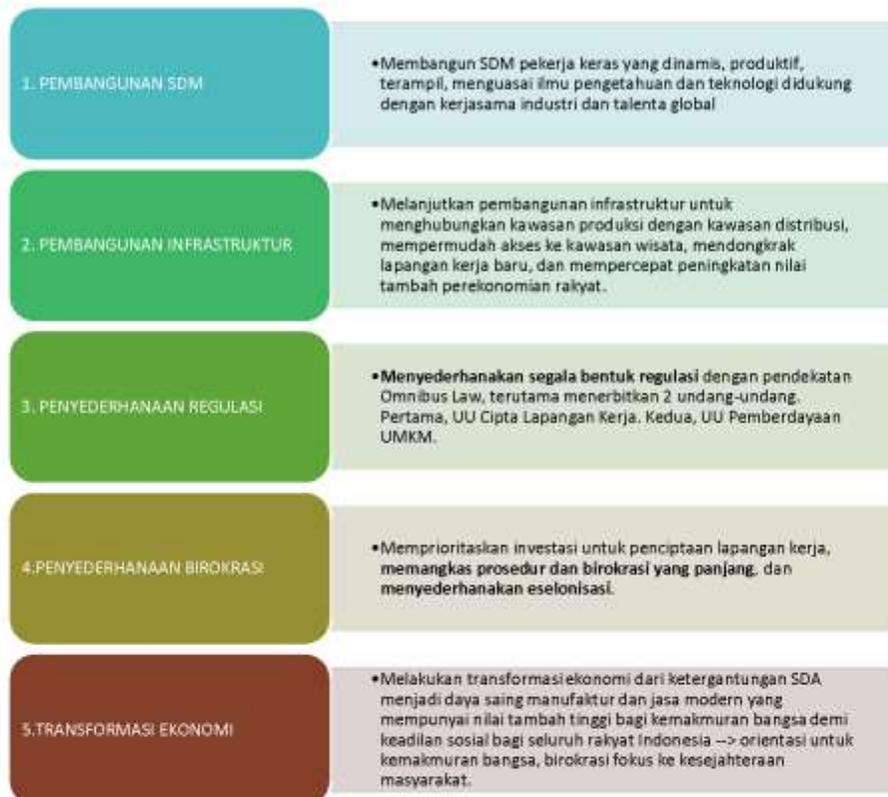 1. PEMBANGUNAN SDM
•Membangun SDM pekerja keras yang dinamis, produktif,
terampil, menguasai ilmu pengetahuan dan teknologi didukung
dengan kerjasama industri dan talenta global
2. PEMBANGUNAN INFRASTRUKTUR
•Melanjutkan pembangunan infrastruktur untuk
menghubungkan kawasan produksi dengan kawasan distribusi,
mempermudah akses ke kawasan wisata, mendongkrak
lapangan kerja baru, dan mempercepat peningkatan nilai
tambah perekonomian rakyat.
3. PENYEDERHANAAN REGULASI
•Menyederhanakan segala bentuk regulasi dengan pendekatan
Omnibus Law, terutama menerbitkan 2 undang-undang.
Pertama, UU Cipta Lapangan Kerja. Kedua, UU Pemberdayaan
UMKM.
4.PENYEDERHANAAN BIROKRASI
•Memprioritaskan investasi untuk penciptaan lapangan kerja,
memangkas prosedur dan birokrasi yang panjang, dan
menyederhanakan eselonisasi.
5.TRANSFORMASI EKONOMI
•Melakukan transformasi ekonomi dari ketergantungan SDA
menjadi daya saing manufaktur dan jasa modern yang
mempunyai nilai tambah tinggi bagi kemakmuran bangsa demi
keadilan sosial bagi seluruh rakyat Indonesia --> orientasi untuk
kemakmuran bangsa, birokrasi fokus ke kesejahteraan
masyarakat.